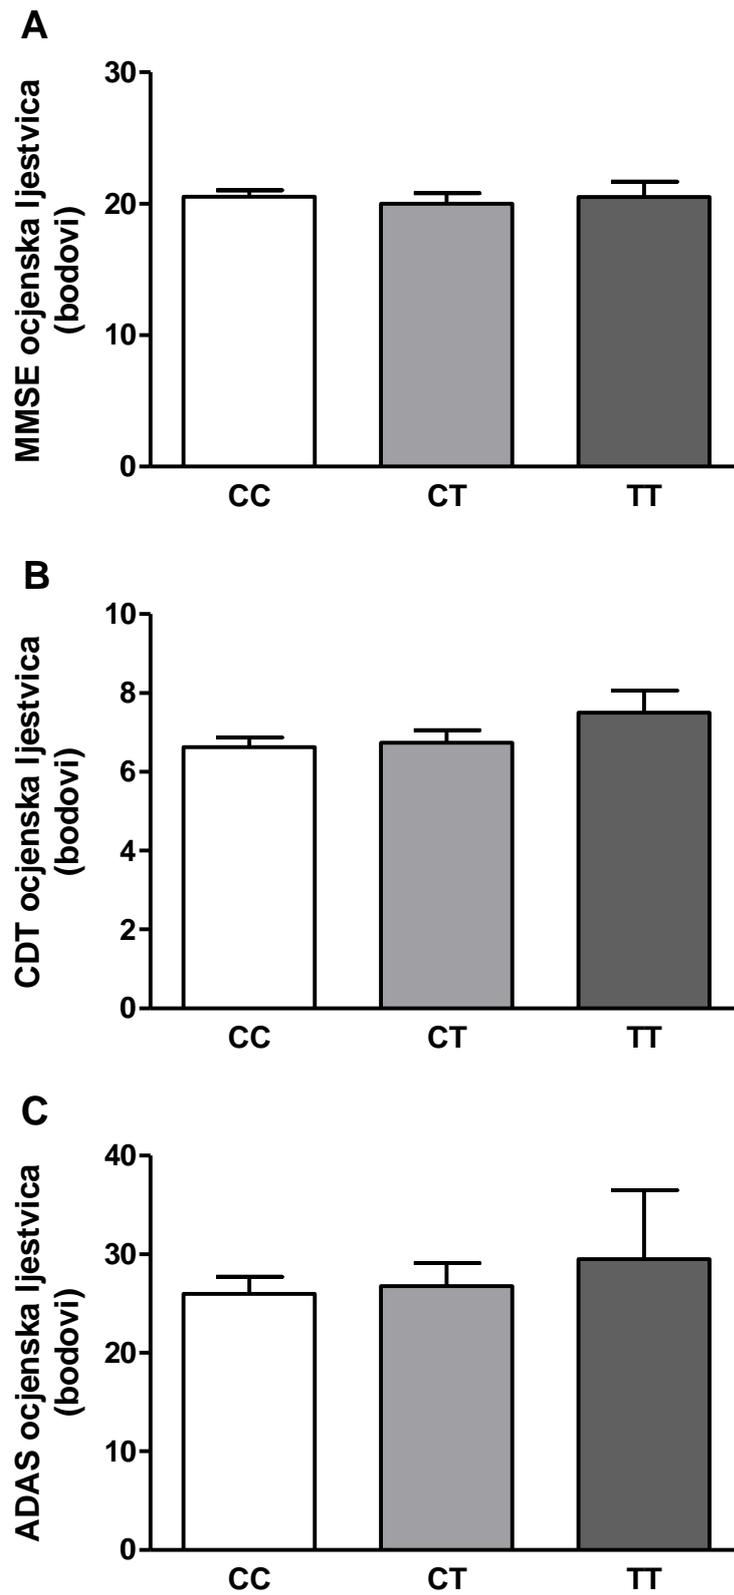 A
MMSE ocjenska ljestvica
(bodovi)
30
20
10
0
CC CT TT
B
CDT ocjenska ljestvica
(bodovi)
10
8
6
4
2
0
CC CT TT
C
ADAS ocjenska ljestvica
(bodovi)
40
30
20
10
0
CC CT TT